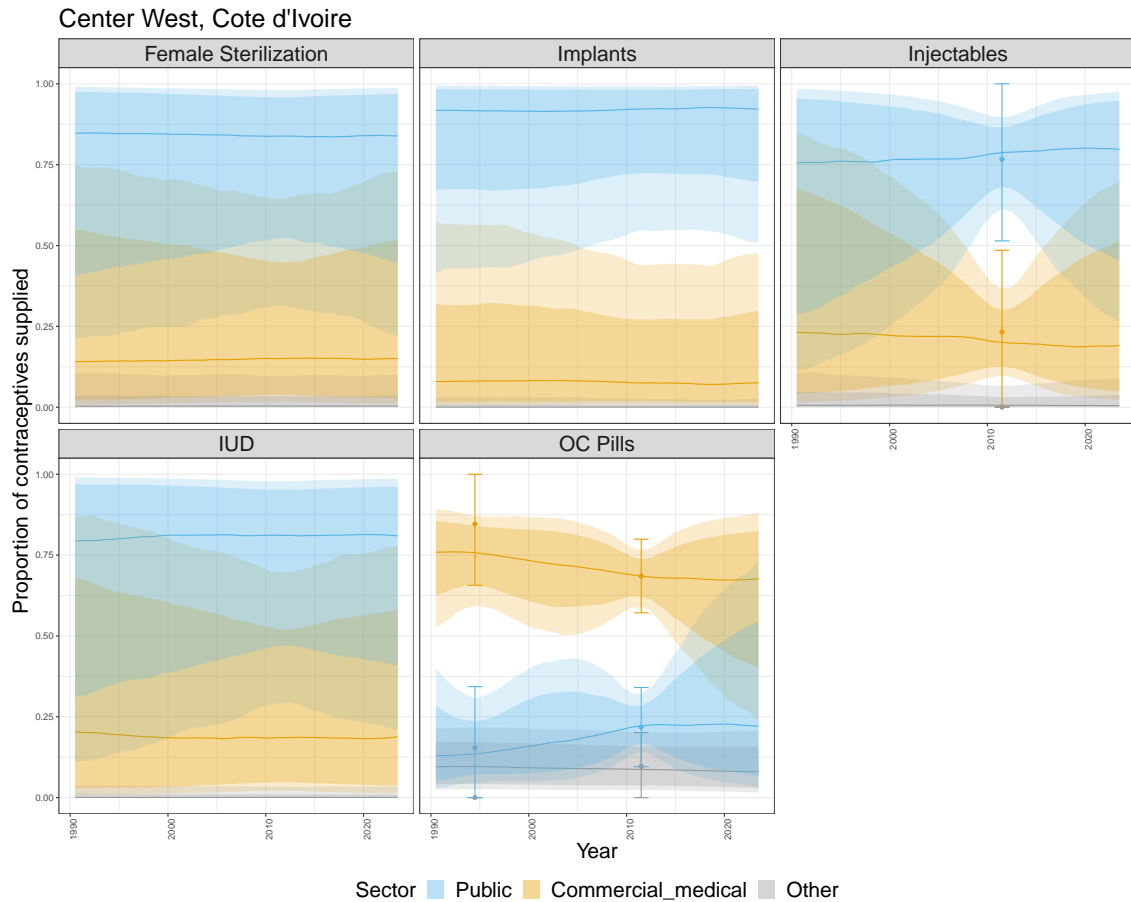 Center West, Cote d'Ivoire
Female Sterilization
Implants
Injectables
1.00
0.75
0.50
0.25
0.00
1990
2000
2010
2020
IUD
OC Pills
1.00
0.75
0.50
0.25
0.00
1990
2000
2010
2020
1990
2000
2010
2020
Proportion of contraceptives supplied
Year
Sector Public Commercial_medical Other